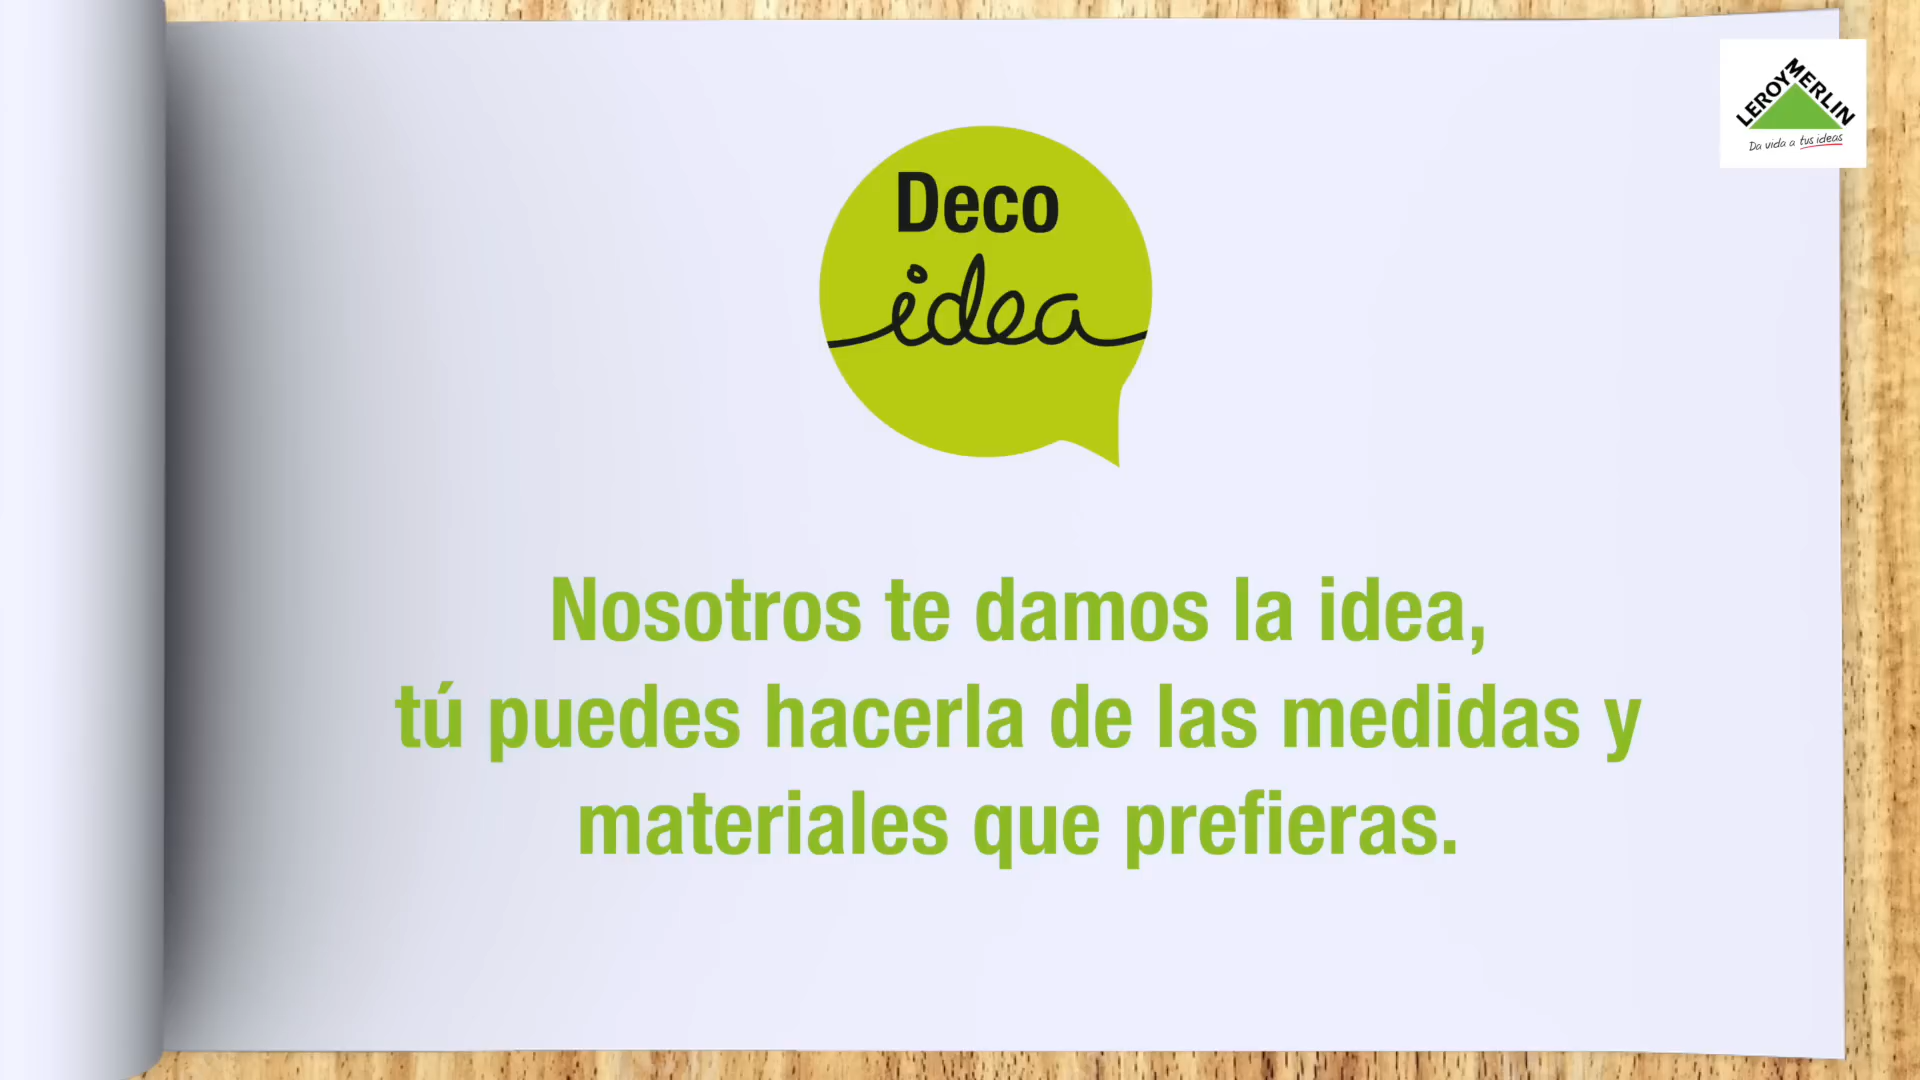 LEROY MERLIN
Da vida a tus ideas
Deco
idea
Nosotros te damos la idea,
tú puedes hacerla de las medidas y
materiales que prefieras.